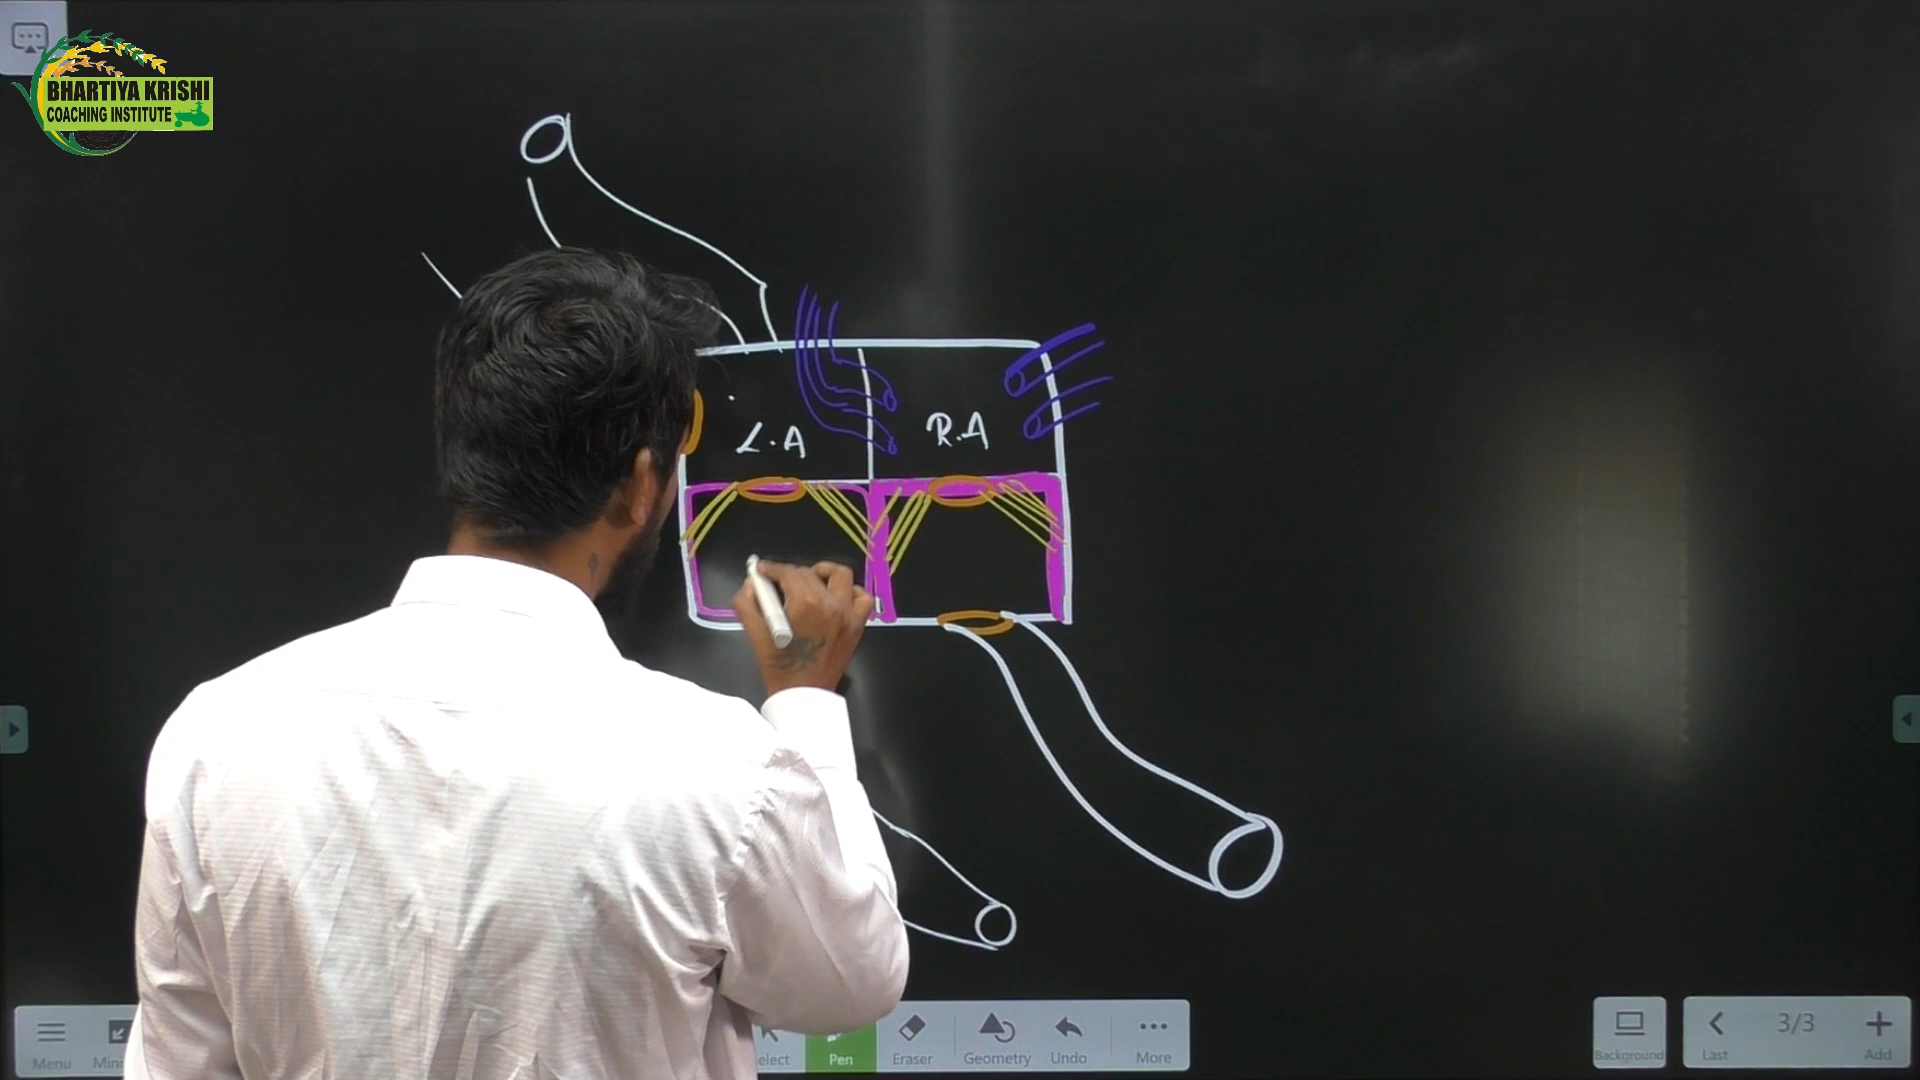 BHARTIYA KRISHI
COACHING INSTITUTE
L.A
R.A
Menu
Eraser
Geometry
Undo
More
Pen
Background
Last
3/3
Add